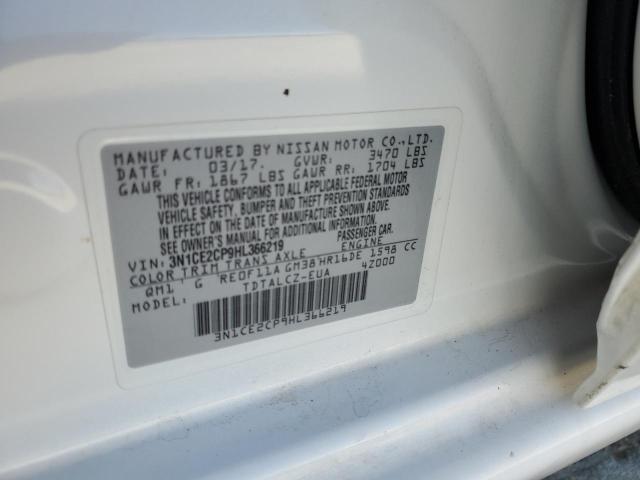 MANUFACTURED BY NISSAN MOTOR CO.,LTD.
DATE: 03/17. GVWR: 3470 LBS
GAWR FR: 1867 LBS GAWR RR: 1704 LBS
THIS VEHICLE CONFORMS TO ALL APPLICABLE FEDERAL MOTOR
VEHICLE SAFETY, BUMPER AND THEFT PREVENTION STANDARDS
IN EFFECT ON THE DATE OF MANUFACTURE SHOWN ABOVE.
SEE OWNER'S MANUAL FOR ADDITIONAL INFORMATION.
VIN: 3N1CE2CP9HL366219 PASSENGER CAR
COLOR TRIM TRANS AXLE ENGINE
QM1 G RE0F11A GM38 HR16DE 1598 CC
MODEL: TDTALCZ-EUA 42000
3N1CE2CP9HL366219